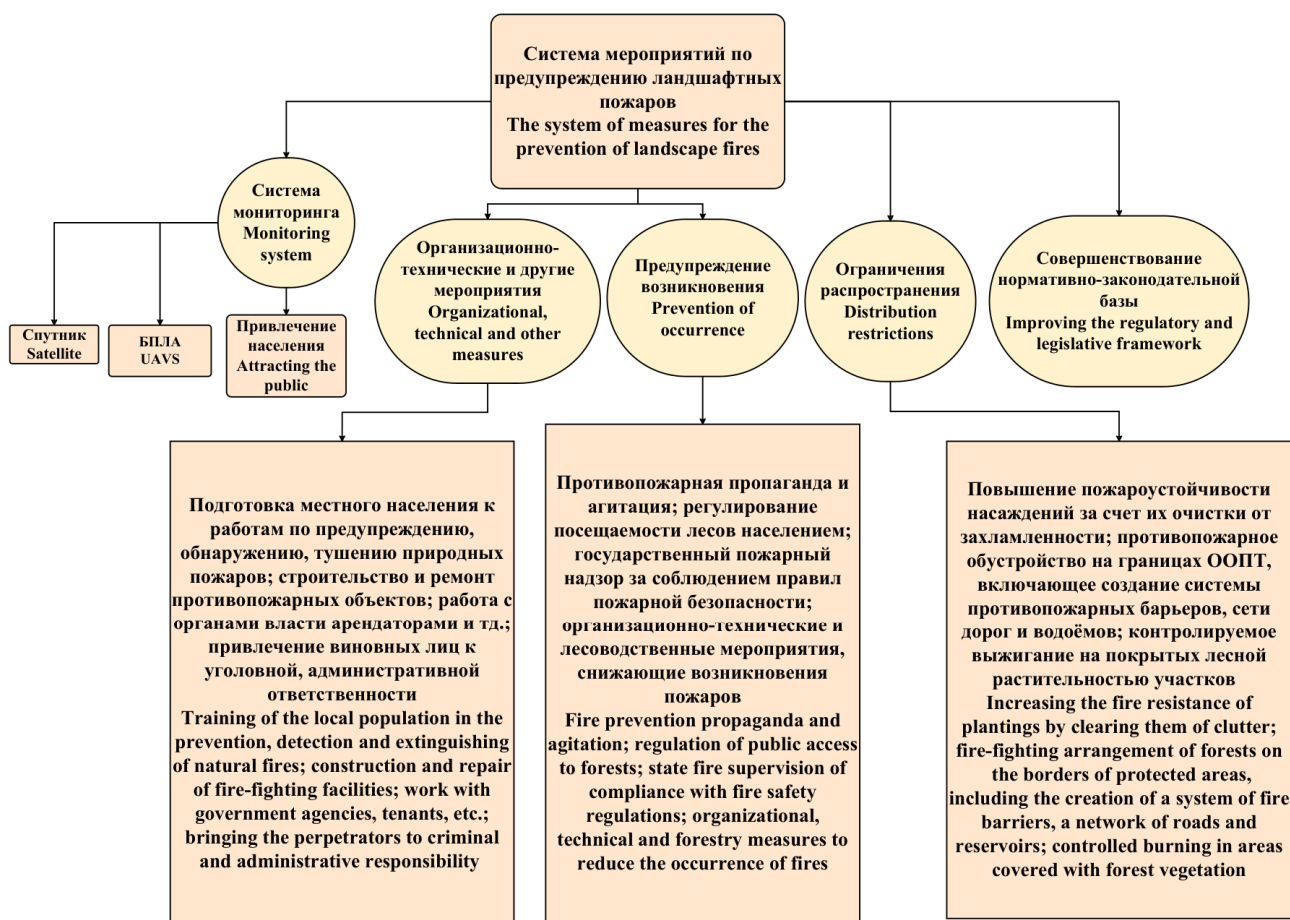 Система мероприятий по
предупреждению ландшафтных
пожаров
The system of measures for the
prevention of landscape fires
Система
мониторинга
Monitoring
system
Организационно-
технические и другие
мероприятия
Organizational,
technical and other
measures
Предупреждение
возникновения
Prevention of
occurrence
Ограничения
распространения
Distribution
restrictions
Совершенствование
нормативно-законодательной
базы
Improving the regulatory and
legislative framework
Спутник
Satellite
БПЛА
UAVS
Привлечение
населения
Attracting the
public
Подготовка местного населения к
работам по предупреждению,
обнаружению, тушению природных
пожаров; строительство и ремонт
противопожарных объектов; работа с
органами власти арендаторами и тд.;
привлечение виновных лиц к
уголовной, административной
ответственности
Training of the local population in the
prevention, detection and extinguishing
of natural fires; construction and repair
of fire-fighting facilities; work with
government agencies, tenants, etc.;
bringing the perpetrators to criminal
and administrative responsibility
Противопожарная пропаганда и
агитация; регулирование
посещаемости лесов населением;
государственный пожарный
надзор за соблюдением правил
пожарной безопасности;
организационно-технические и
лесоводственные мероприятия,
снижающие возникновения
пожаров
Fire prevention propaganda and
agitation; regulation of public access
to forests; state fire supervision of
compliance with fire safety
regulations; organizational,
technical and forestry measures to
reduce the occurrence of fires
Повышение пожароустойчивости
насаждений за счет их очистки от
захламленности; противопожарное
обустройство на границах ООПТ,
включающее создание системы
противопожарных барьеров, сети
дорог и водоёмов; контролируемое
выжигание на покрытых лесной
растительностью участков
Increasing the fire resistance of
plantings by clearing them of clutter;
fire-fighting arrangement of forests on
the borders of protected areas,
including the creation of a system of fire
barriers, a network of roads and
reservoirs; controlled burning in areas
covered with forest vegetation